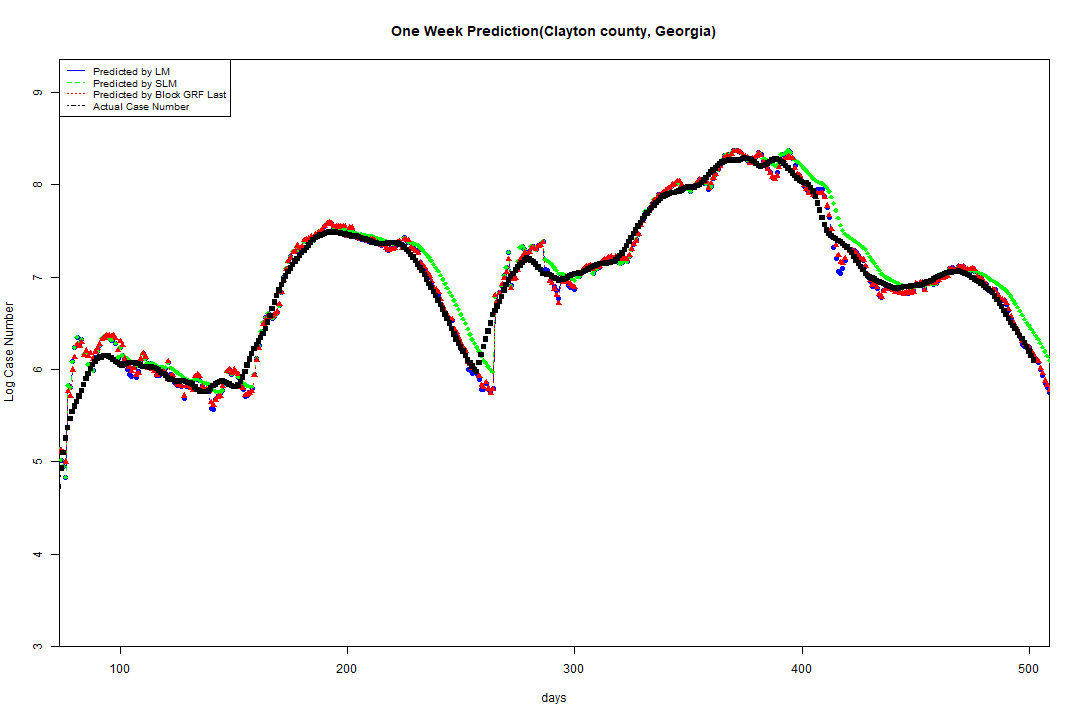 One Week Prediction(Clayton county, Georgia)
Predicted by LM
Predicted by SLM
Predicted by Block GRF Last
Actual Case Number
9
8
7
6
5
4
3
Log Case Number
100 200 300 400 500
days